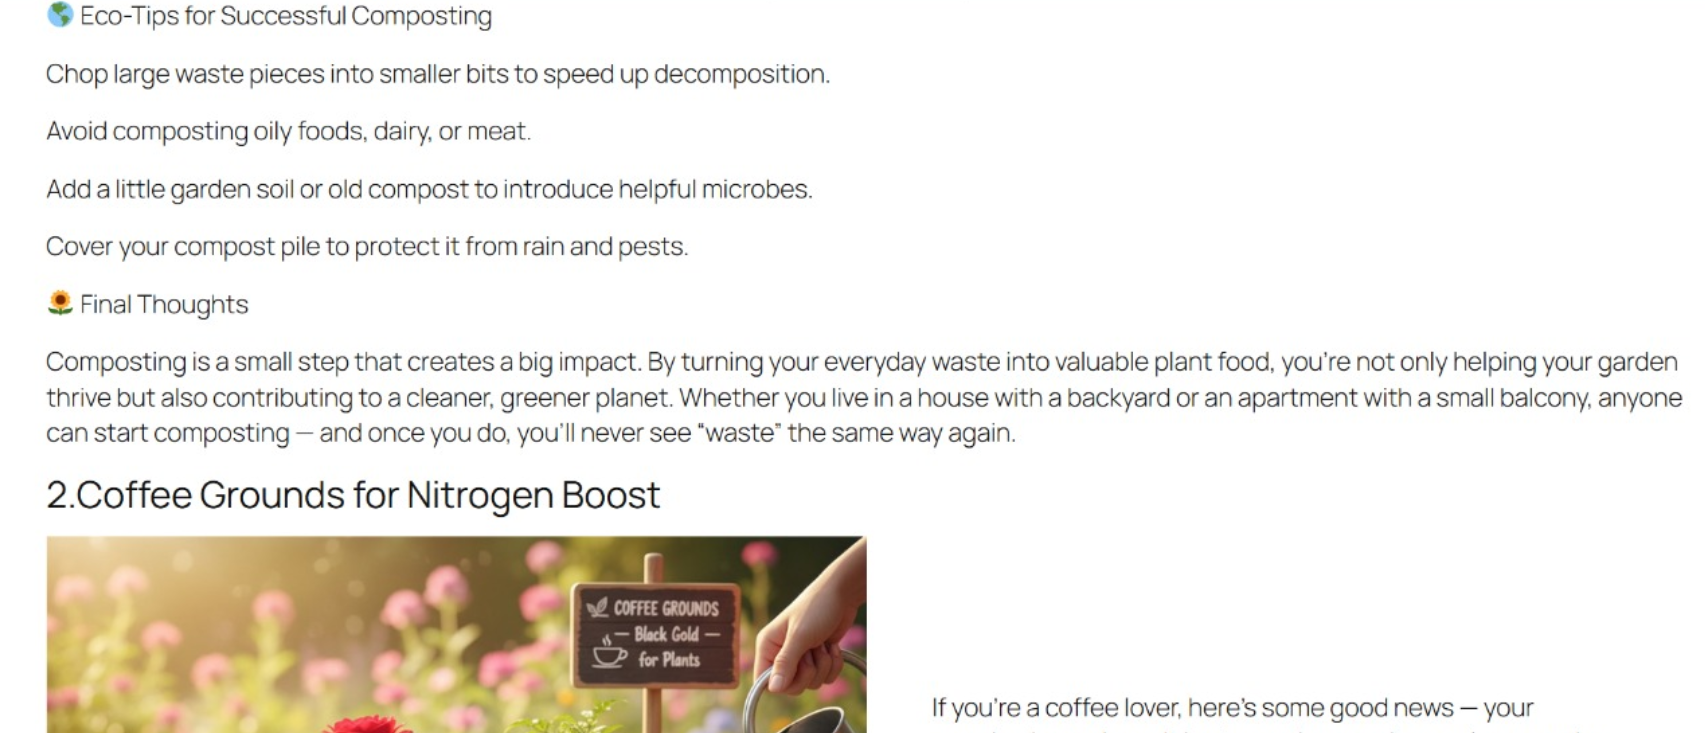 🌎 Eco-Tips for Successful Composting
Chop large waste pieces into smaller bits to speed up decomposition.
Avoid composting oily foods, dairy, or meat.
Add a little garden soil or old compost to introduce helpful microbes.
Cover your compost pile to protect it from rain and pests.
🌻 Final Thoughts
Composting is a small step that creates a big impact. By turning your everyday waste into valuable plant food, you’re not only helping your garden
thrive but also contributing to a cleaner, greener planet. Whether you live in a house with a backyard or an apartment with a small balcony, anyone
can start composting — and once you do, you’ll never see “waste” the same way again.
2.Coffee Grounds for Nitrogen Boost
COFFEE GROUNDS
— Black Gold —
for Plants
If you’re a coffee lover, here’s some good news — your